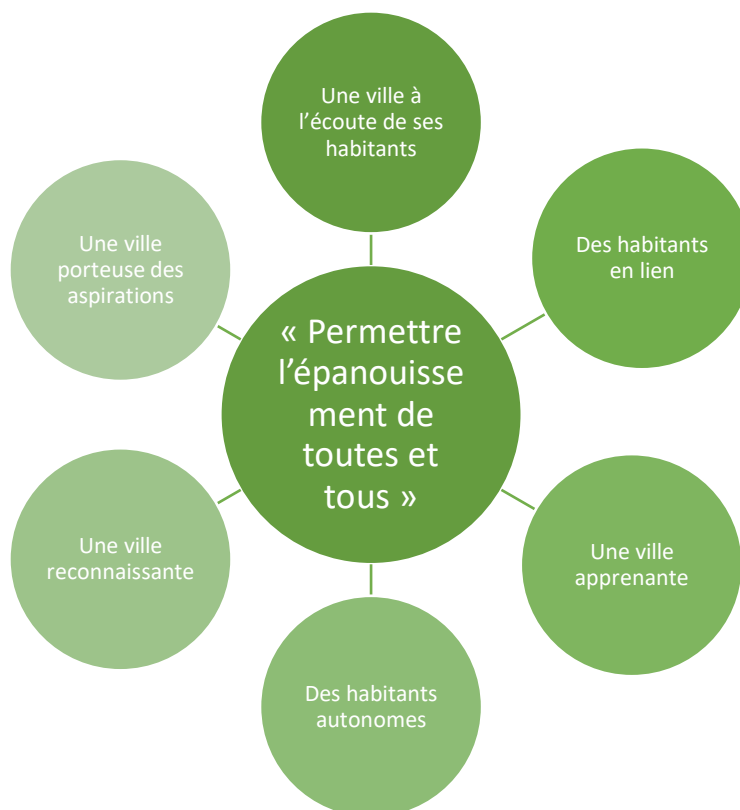 Une ville à
l’écoute de ses
habitants
Des habitants
en lien
Une ville
apprenante
Des habitants
autonomes
Une ville
reconnaissante
Une ville
porteuse des
aspirations
« Permettre
l’épanouisse
ment de
toutes et
tous »